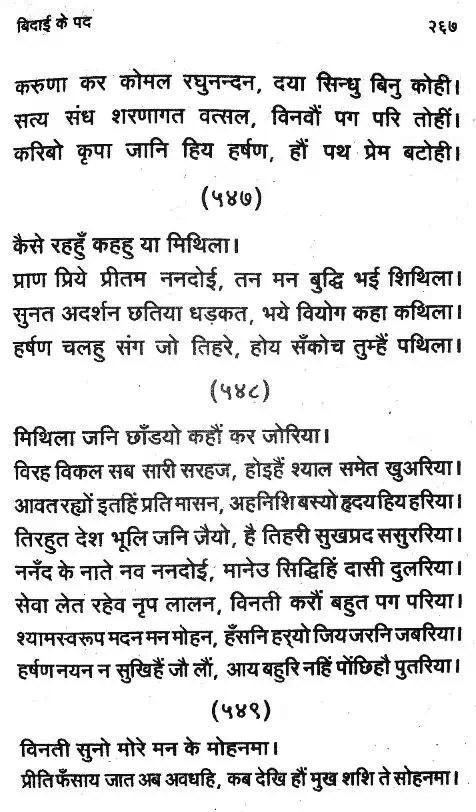 बिदाई के पद
२६७
करुणा कर कोमल रघुनन्दन, दया सिन्धु बिनु कोही।
सत्य संध शरणागत वत्सल, विनवौं पग परि तोहीं।
करिबो कृपा जानि हिय हर्षण, हौं पथ प्रेम बटोही।
(५४७)
कैसे रहहुँ कहहु या मिथिला।
प्राण प्रिये प्रीतम ननदोई, तन मन बुद्धि भई शिथिला।
सुनत अदर्शन छतिया धड़कत, भये वियोग कहा कथिला।
हर्षण चलहु संग जो तिहरे, होय सँकोच तुम्हैं पथिला।
(५४८)
मिथिला जनि छाँडयो कहौं कर जोरिया।
विरह विकल सब सारी सरहज, होइहैं श्याल समेत खुअरिया।
आवत रह्यों इतहिं प्रति मासन, अहनिशि बस्यो हृदय हिय हरिया।
तिरहुत देश भूलि जनि जैयो, है तिहरी सुखप्रद ससुररिया।
ननँद के नाते नव ननदोई, मानेउ सिद्धिहिं दासी दुलरिया।
सेवा लेत रहेव नृप लालन, विनती करौं बहुत पग परिया।
श्यामस्वरूप मदन मन मोहन, हँसनि हर्‌यो जिय जरनि जबरिया।
हर्षण नयन न सुखिहैं जौ लौं, आय बहुरि नहिं पोंछिहौ पुतरिया।
(५४९)
विनती सुनो मोरे मन के मोहनमा।
प्रीति फँसाय जात अब अवधहि, कब देखि हौं मुख शशि ते सोहनमा।